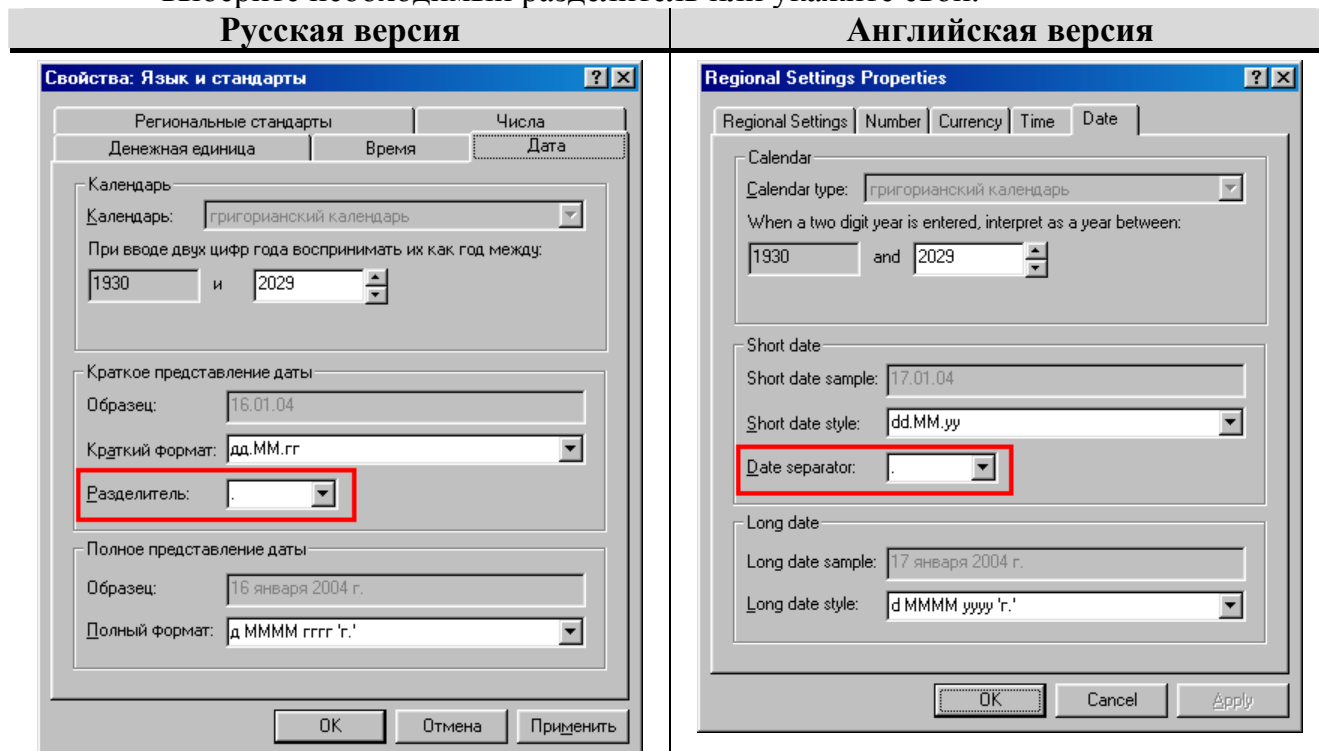 Выберите необходимый разделитель или укажите свой.
Русская версия
Английская версия
Свойства: Язык и стандарты
Региональные стандарты
Числа
Денежная единица
Время
Дата
Календарь
Календарь:
григорианский календарь
При вводе двух цифр года воспринимать их как год между:
1930 и 2029
Краткое представление даты
Образец: 16.01.04
Краткий формат: дд.ММ.гг
Разделитель: .
Полное представление даты
Образец: 16 января 2004 г.
Полный формат: д ММММ гггг 'г.'
OK
Отмена
Применить
Regional Settings Properties
Regional Settings
Number
Currency
Time
Date
Calendar
Calendar type: григорианский календарь
When a two digit year is entered, interpret as a year between:
1930 and 2029
Short date
Short date sample: 17.01.04
Short date style: dd.MM.yy
Date separator: .
Long date
Long date sample: 17 января 2004 г.
Long date style: d MMMM yyyy 'г.'
OK
Cancel
Apply